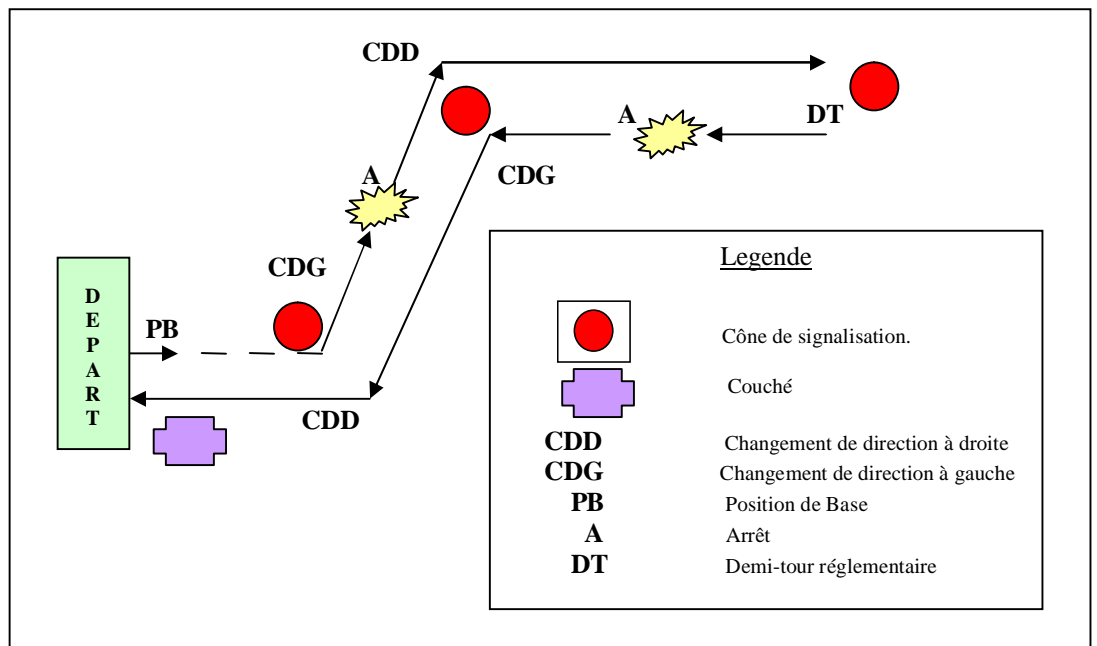 CDD
A
DT
CDG
A
CDG
PB
DEPART
CDD
Legende
Cône de signalisation.
Couché
CDD Changement de direction à droite
CDG Changement de direction à gauche
PB Position de Base
A Arrêt
DT Demi-tour réglementaire